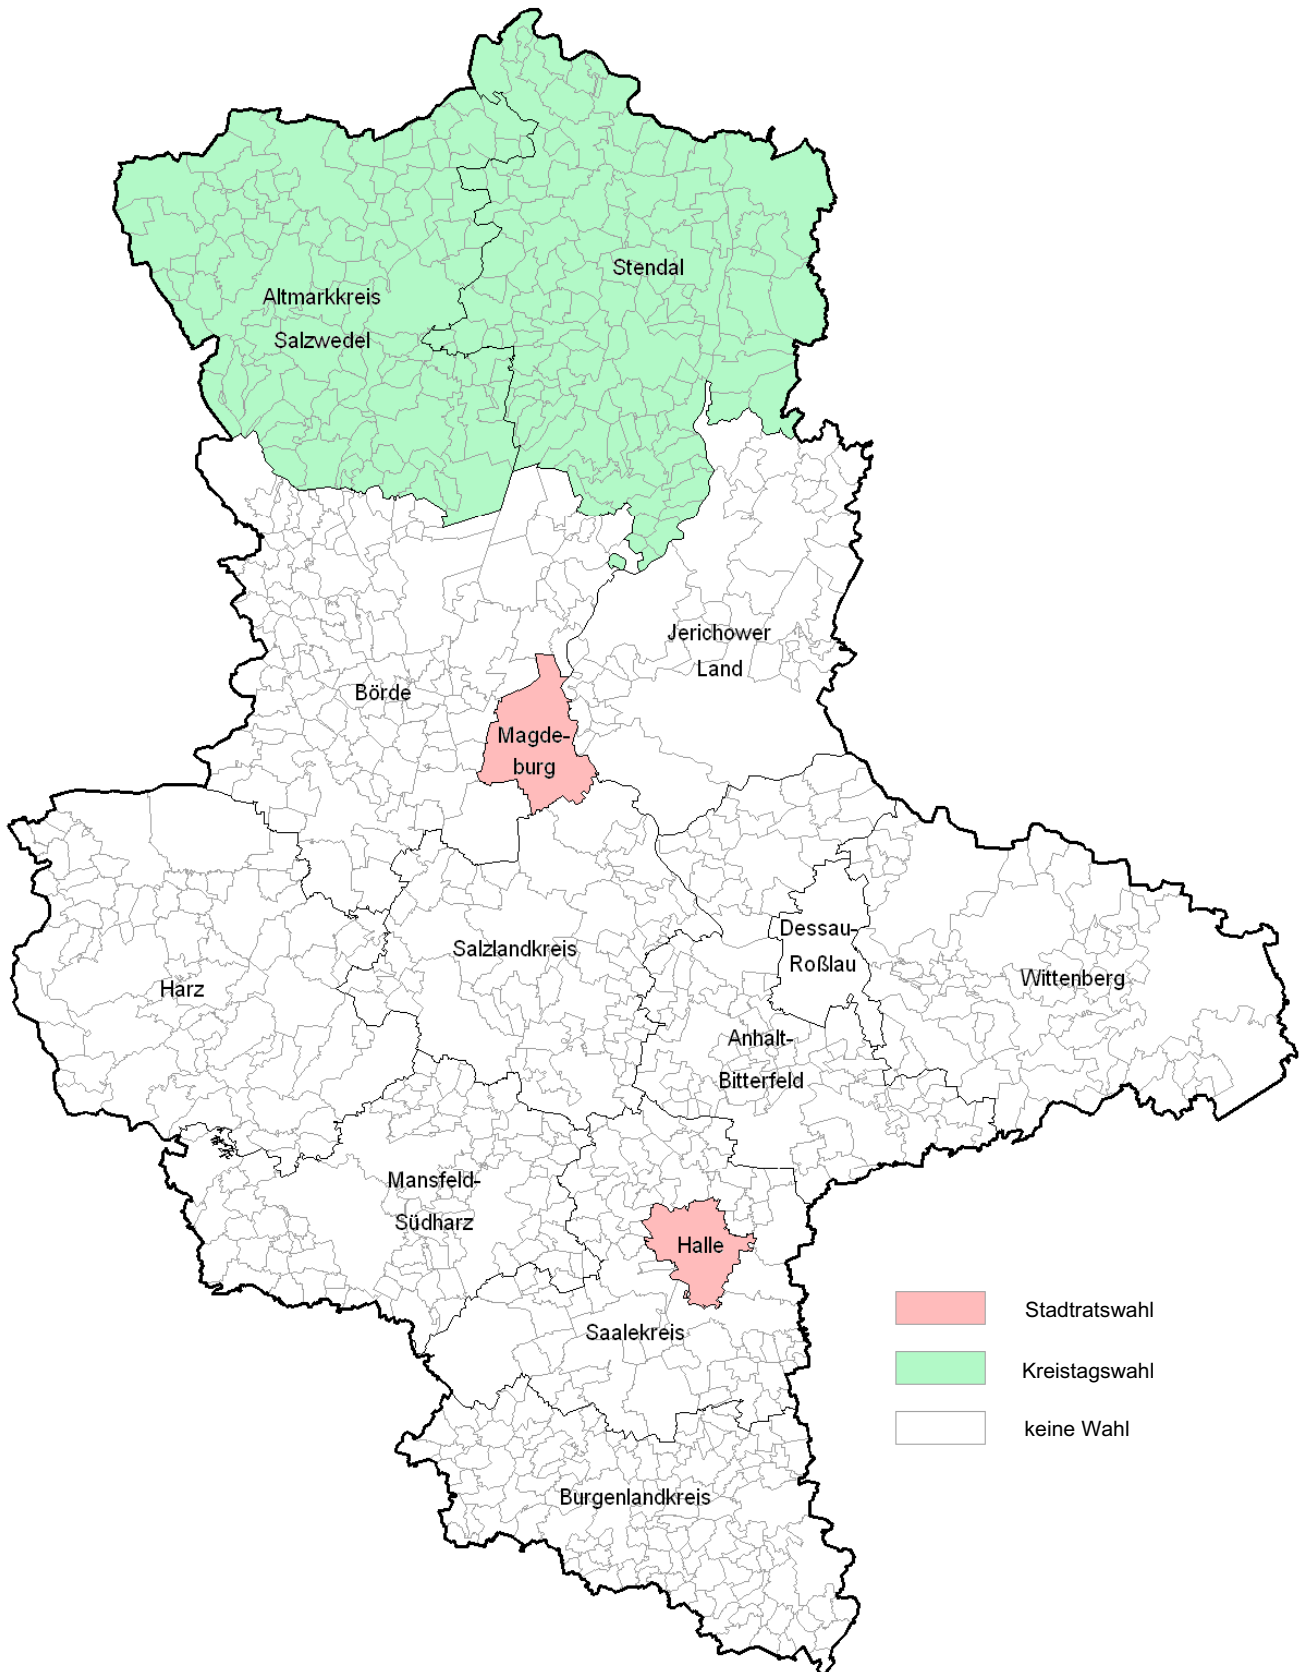 Stendal
Altmarkkreis
Salzwedel
Jerichower
Land
Börde
Magde-
burg
Dessau-
Roßlau
Salzlandkreis
Wittenberg
Harz
Anhalt-
Bitterfeld
Mansfeld-
Südharz
Halle
Saalekreis
Burgenlandkreis
Stadtratswahl
Kreistagswahl
keine Wahl